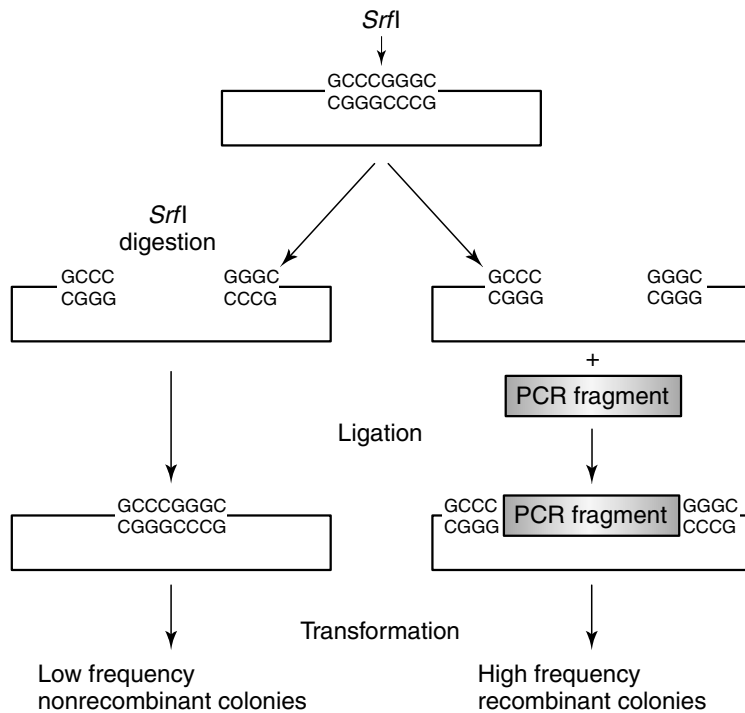 SrfI
GCCCGGGC
CGGGCCCG
SrfI
digestion
GCCC GGGC
CGGG CCCG
GCCC GGGC
CGGG CGGG
+
PCR fragment
Ligation
GCCCGGGC
CGGGCCCG
GCCC PCR fragment GGGC
CGGG CCCG
Transformation
Low frequency
nonrecombinant colonies
High frequency
recombinant colonies